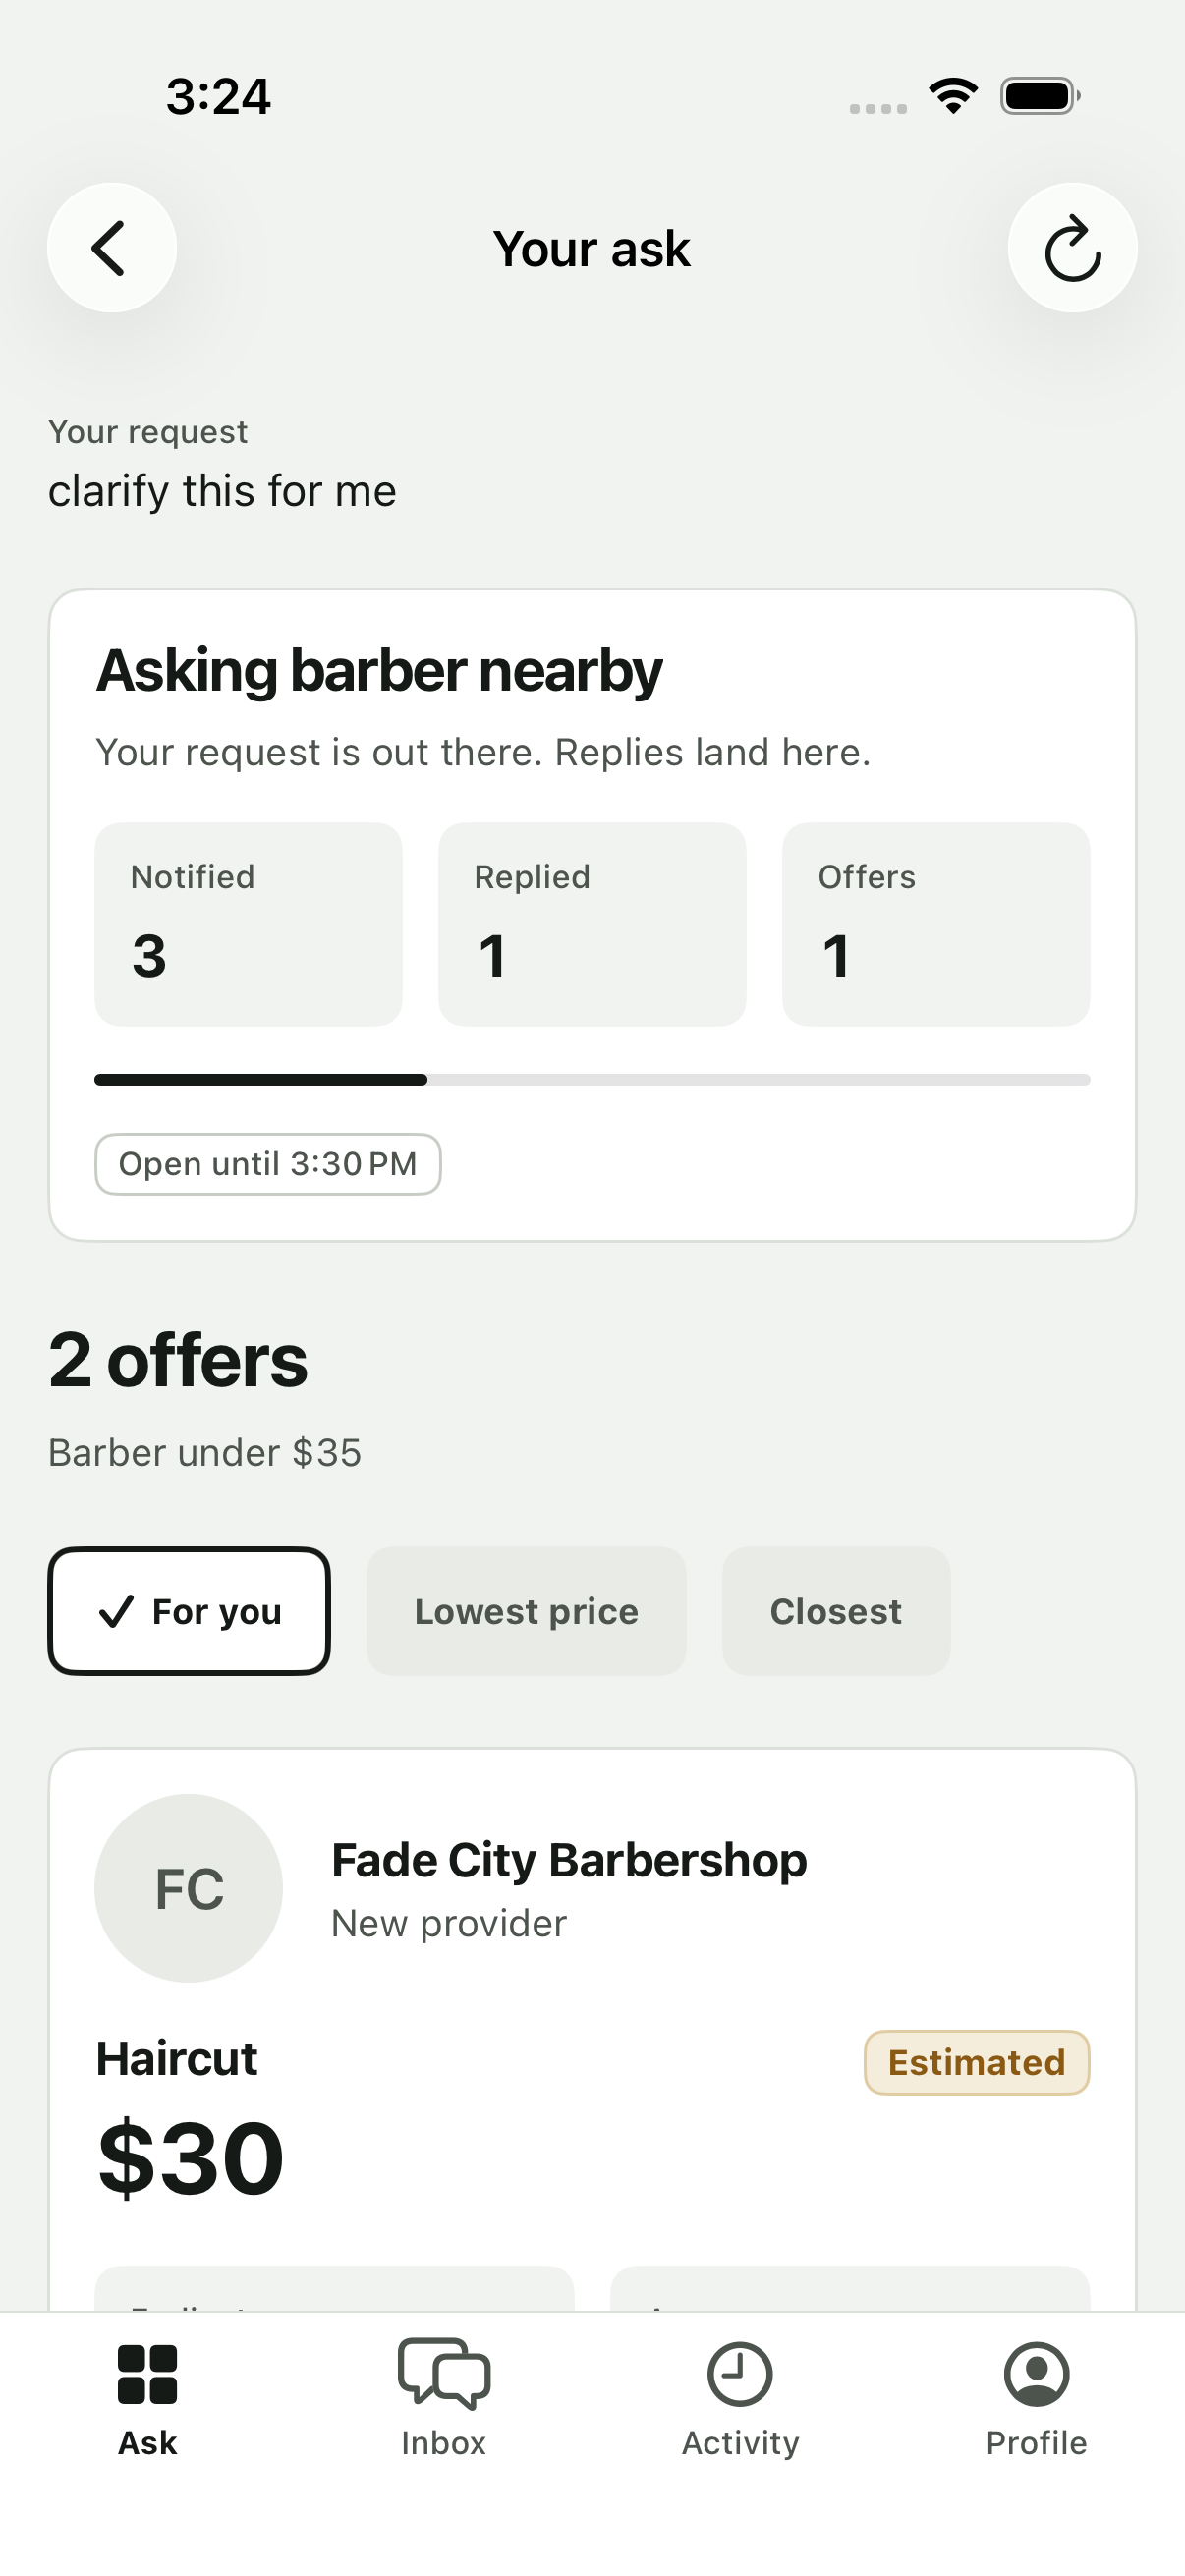 3:24
Your ask
Your request
clarify this for me
Asking barber nearby
Your request is out there. Replies land here.
Notified
Replied
Offers
3
1
1
Open until 3:30 PM
2 offers
Barber under $35
For you
Lowest price
Closest
FC
Fade City Barbershop
New provider
Haircut
Estimated
$30
Ask
Inbox
Activity
Profile